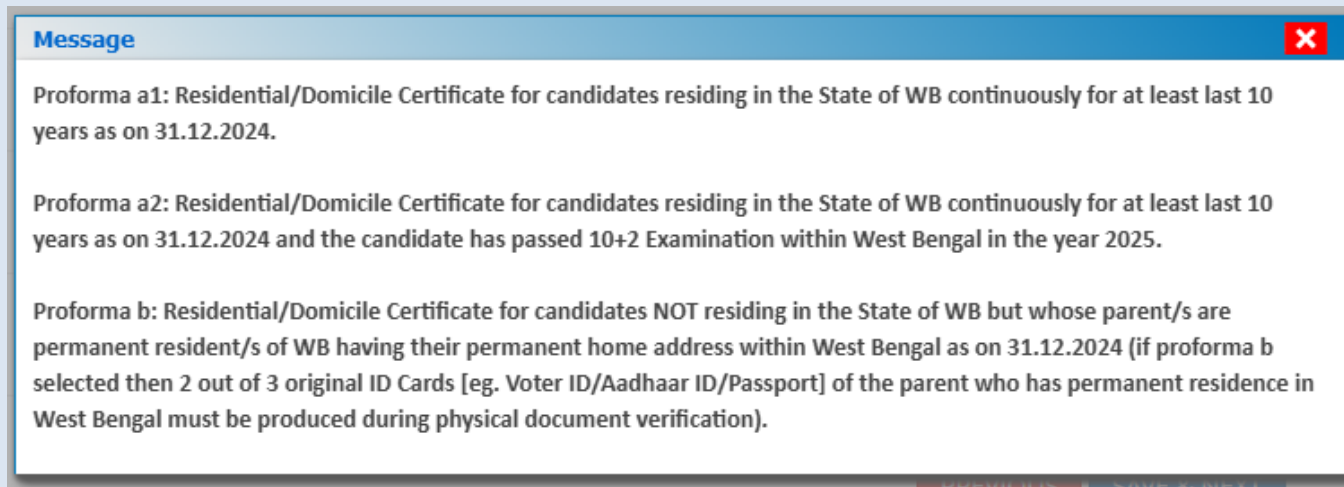 Message
Proforma a1: Residential/Domicile Certificate for candidates residing in the State of WB continuously for at least last 10
years as on 31.12.2024.
Proforma a2: Residential/Domicile Certificate for candidates residing in the State of WB continuously for at least last 10
years as on 31.12.2024 and the candidate has passed 10+2 Examination within West Bengal in the year 2025.
Proforma b: Residential/Domicile Certificate for candidates NOT residing in the State of WB but whose parent/s are
permanent resident/s of WB having their permanent home address within West Bengal as on 31.12.2024 (if proforma b
selected then 2 out of 3 original ID Cards [eg. Voter ID/Aadhaar ID/Passport] of the parent who has permanent residence in
West Bengal must be produced during physical document verification).